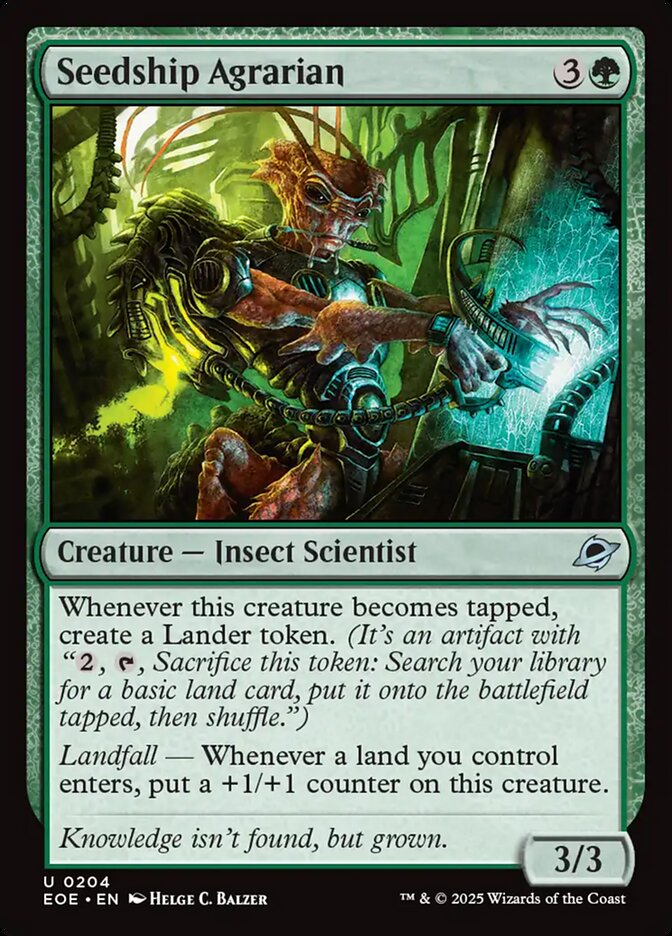 Seedship Agrarian 3
Creature — Insect Scientist
Whenever this creature becomes tapped,
create a Lander token. (It's an artifact with
“2, , Sacrifice this token: Search your library
for a basic land card, put it onto the battlefield
tapped, then shuffle.”)
Landfall — Whenever a land you control
enters, put a +1/+1 counter on this creature.
Knowledge isn't found, but grown.
3/3
U 0204
EOE • EN Helge C. Balzer
™ & © 2025 Wizards of the Coast